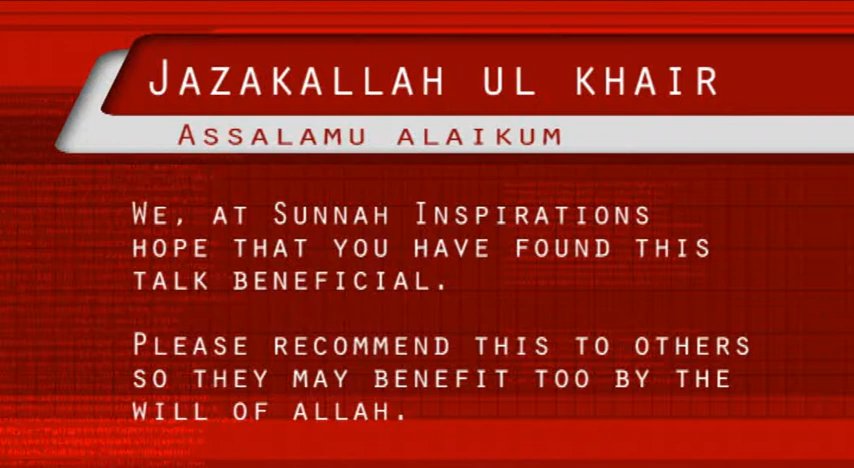 Jazakallah ul khair
Assalamu alaikum
We, at Sunnah Inspirations
hope that you have found this
talk beneficial.
Please recommend this to others
so they may benefit too by the
will of Allah.